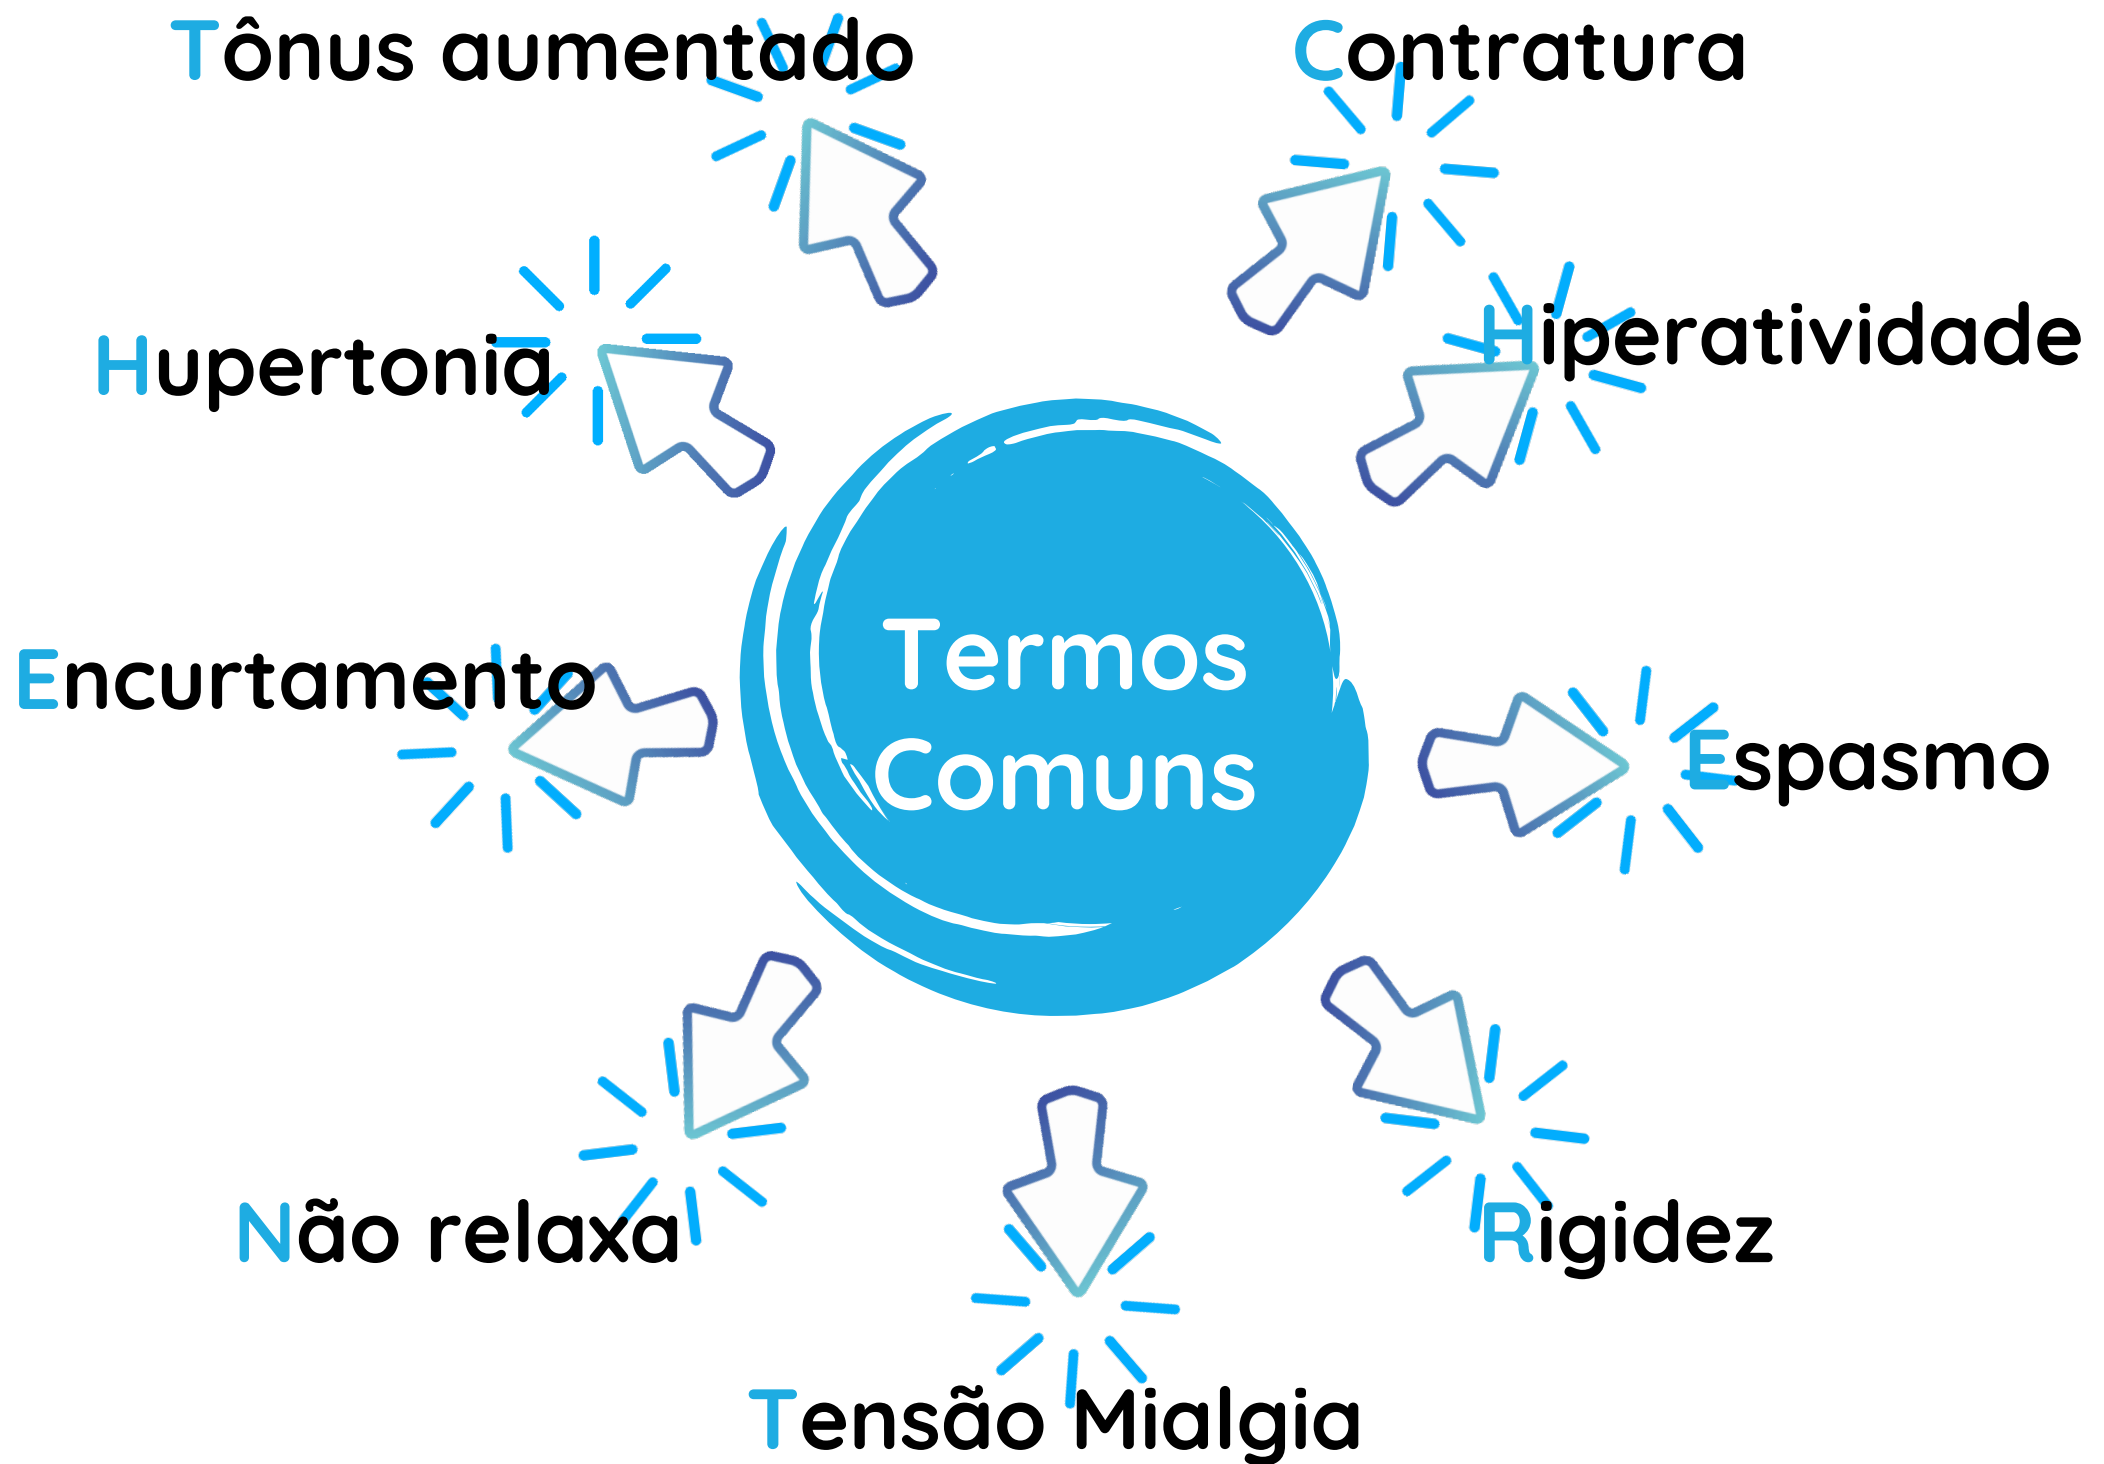 Tônus aumentado
Contratura
Hupertonia
Hiperatividade
Encurtamento
Termos
Comuns
Espasmo
Não relaxa
Rigidez
Tensão Mialgia